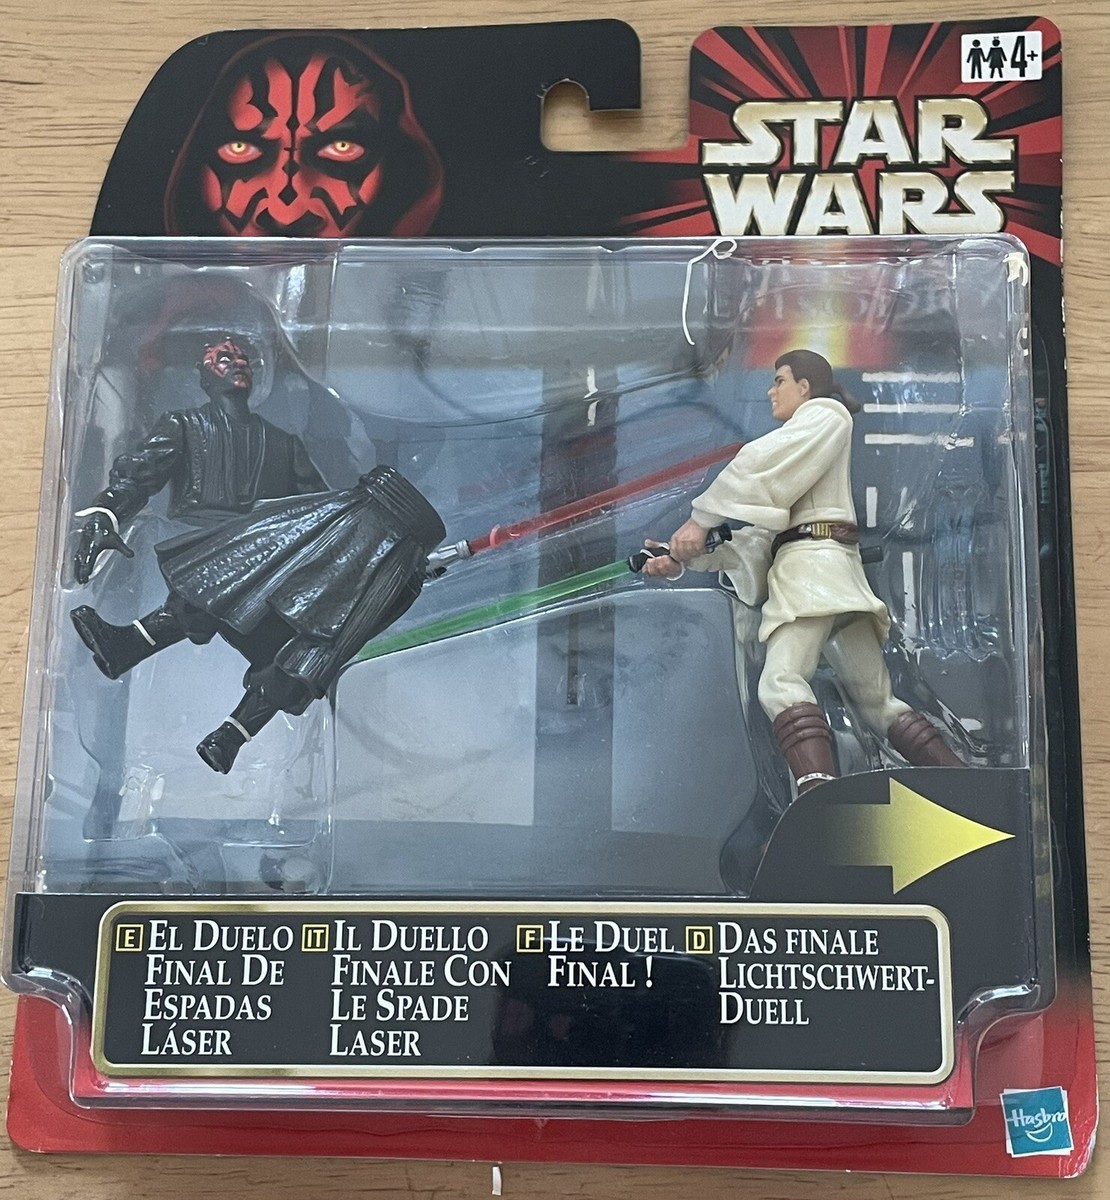 4+
STAR
WARS
E EL DUELO
FINAL DE
ESPADAS
LÁSER
IT IL DUELLO
FINALE CON
LE SPADE
LASER
F LE DUEL
FINAL !
D DAS FINALE
LICHTSCHWERT-
DUELL
Hasbro